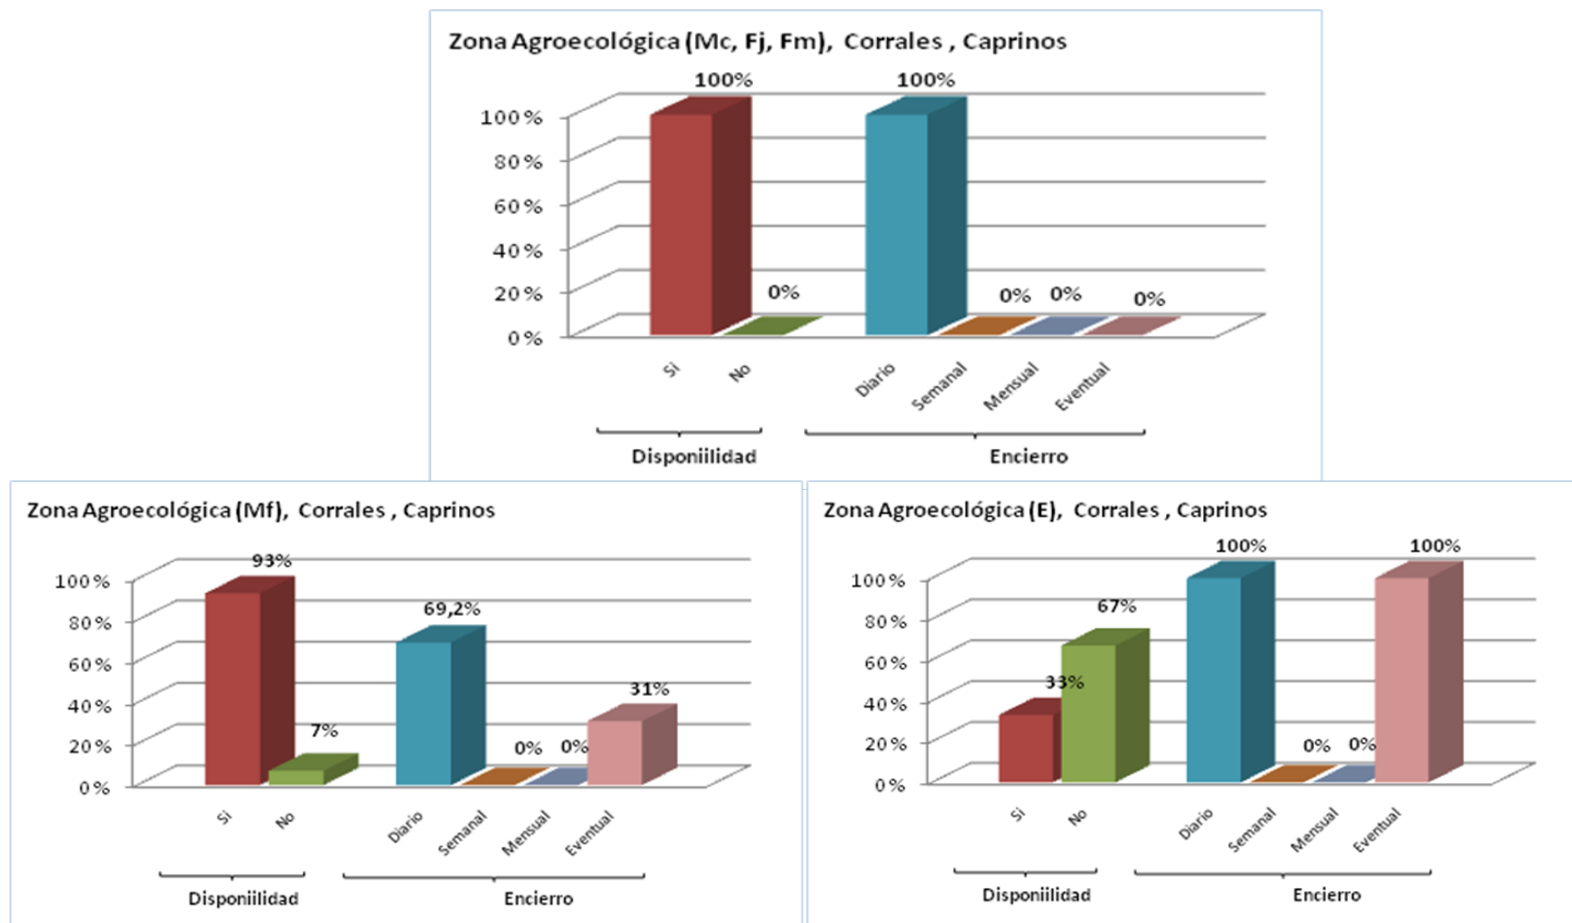 Zona Agroecológica (Mc, Fj, Fm), Corrales , Caprinos
100% 100%
100%
80%
60%
40%
20%
0%
0% 0% 0% 0%
Si No Diario Semanal Mensual Eventual
Disponiilidad Encierro
Zona Agroecológica (Mf), Corrales , Caprinos
93%
69,2%
31%
7%
0% 0%
100%
80%
60%
40%
20%
0%
Si No Diario Semanal Mensual Eventual
Disponiilidad Encierro
Zona Agroecológica (E), Corrales , Caprinos
100% 100%
67%
33%
0% 0%
100%
80%
60%
40%
20%
0%
Si No Diario Semanal Mensual Eventual
Disponiilidad Encierro